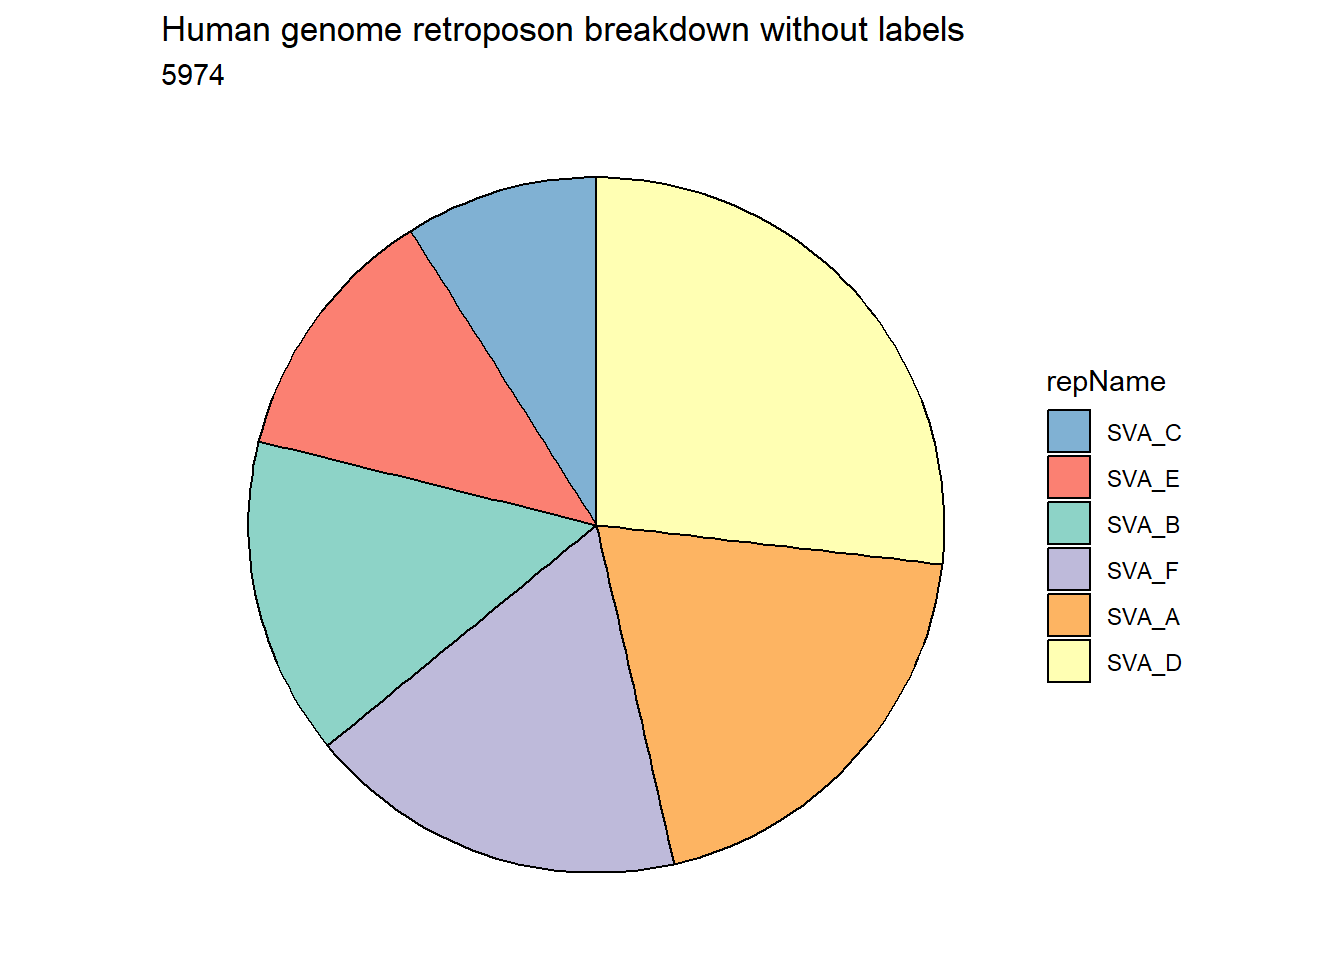 Human genome retroposon breakdown without labels
5974
repName
SVA_C
SVA_E
SVA_B
SVA_F
SVA_A
SVA_D